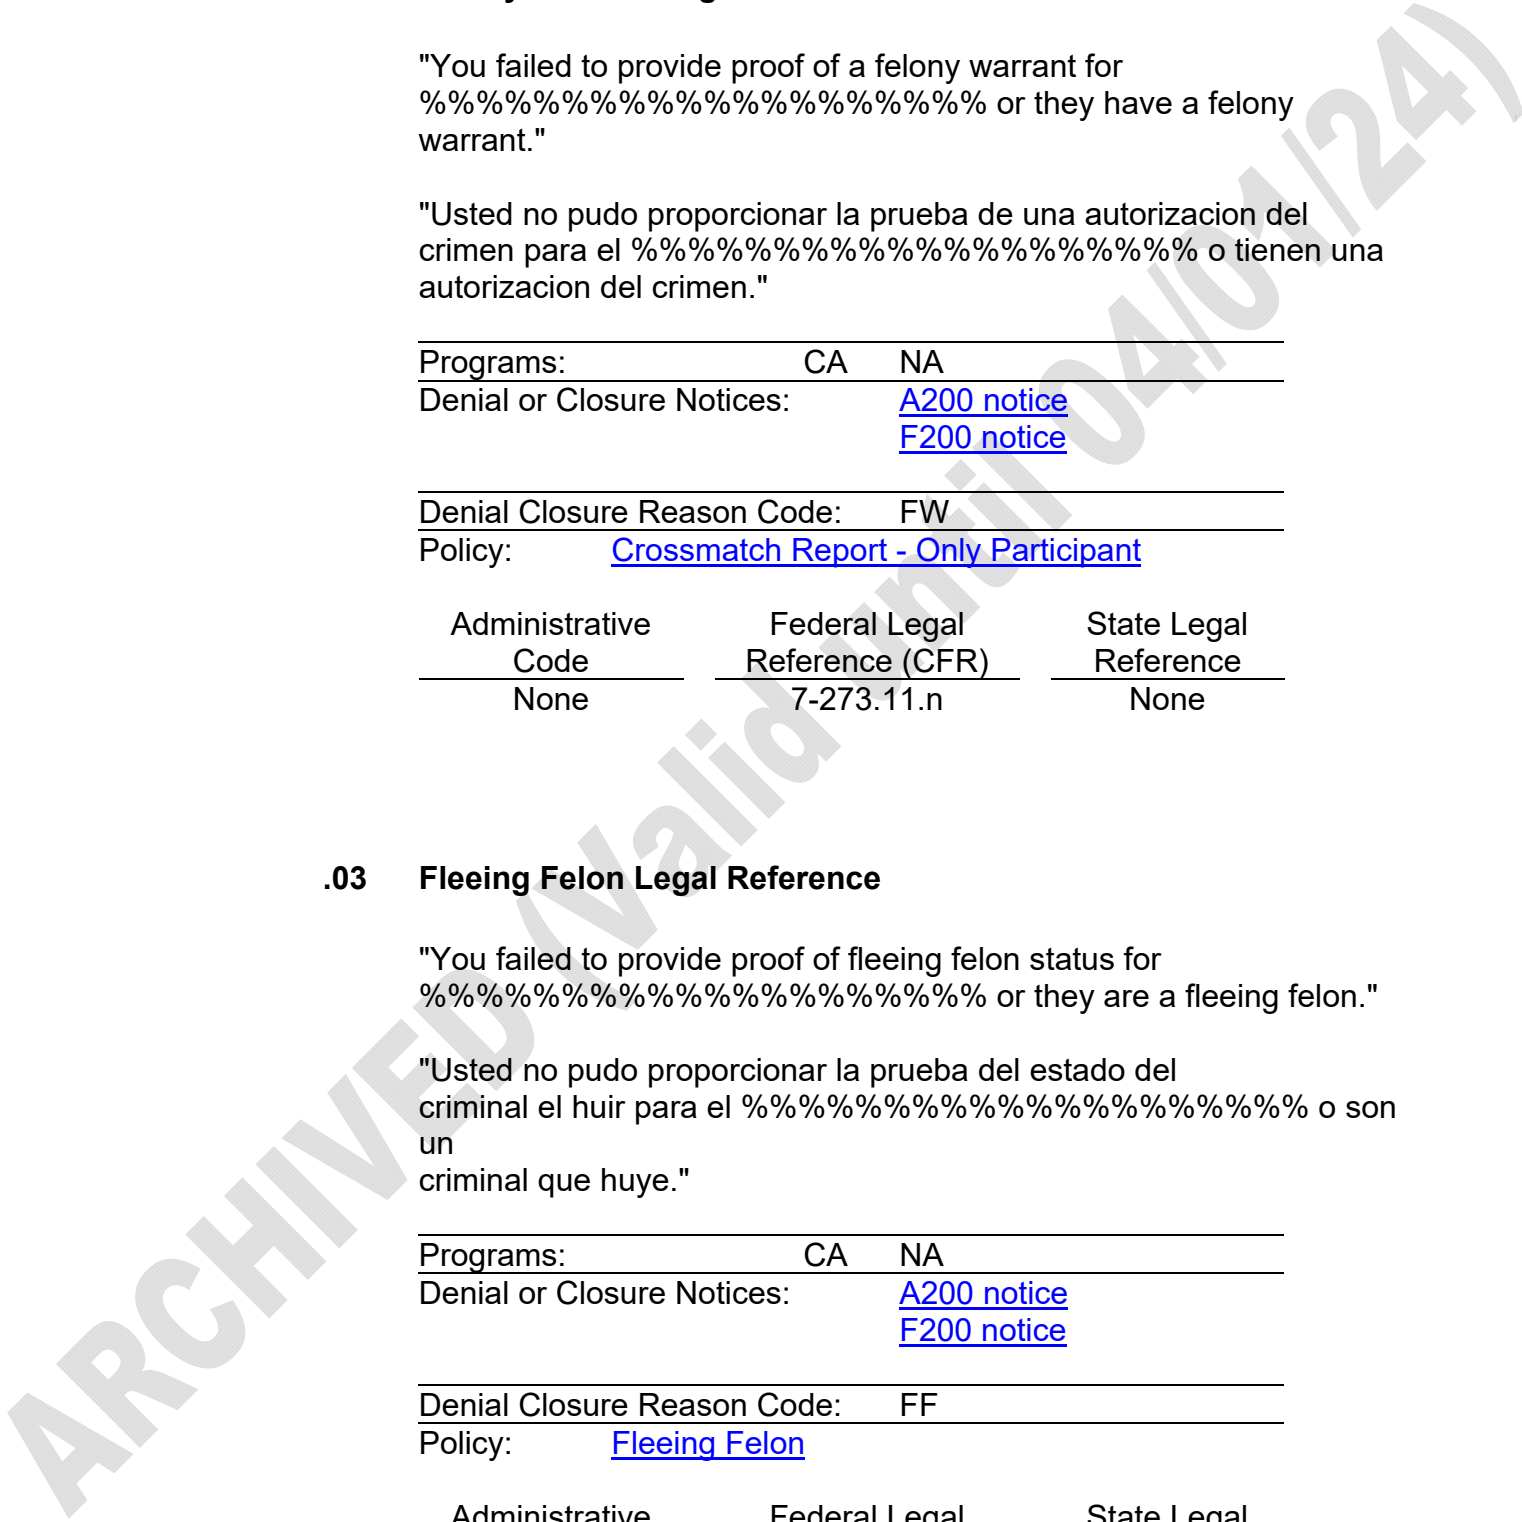 "You failed to provide proof of a felony warrant for
%%%%%%%%%%%%%%%%%%%% or they have a felony
warrant."
"Usted no pudo proporcionar la prueba de una autorizacion del
crimen para el %%%%%%%%%%%%%%%%%%%% o tienen una
autorizacion del crimen."
Programs: CA NA
Denial or Closure Notices: A200 notice
F200 notice
Denial Closure Reason Code: FW
Policy: Crossmatch Report - Only Participant
Administrative Federal Legal State Legal
Code Reference (CFR) Reference
None 7-273.11.n None
.03 Fleeing Felon Legal Reference
"You failed to provide proof of fleeing felon status for
%%%%%%%%%%%%%%%%%%%% or they are a fleeing felon."
"Usted no pudo proporcionar la prueba del estado del
criminal el huir para el %%%%%%%%%%%%%%%%%%%% o son
un
criminal que huye."
Programs: CA NA
Denial or Closure Notices: A200 notice
F200 notice
Denial Closure Reason Code: FF
Policy: Fleeing Felon
Administrative Federal Legal State Legal
ARCHIVED (Valid until 04/01/24)